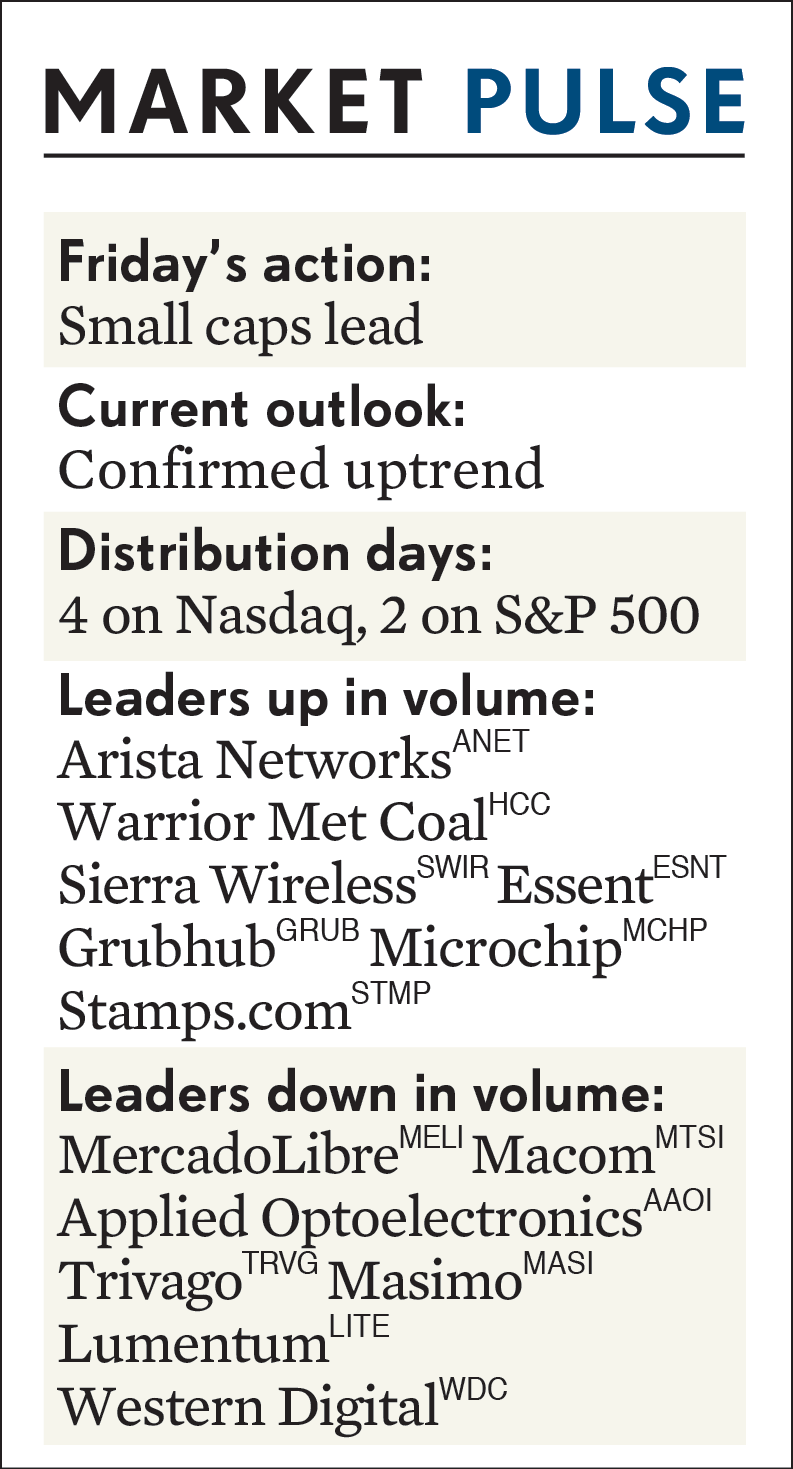 MARKET PULSE
Friday’s action:
Small caps lead
Current outlook:
Confirmed uptrend
Distribution days:
4 on Nasdaq, 2 on S&P 500
Leaders up in volume:
Arista Networks ANET
Warrior Met Coal HCC
Sierra Wireless SWIR Essent ESNT
Grubhub GRUB Microchip MCHP
Stamps.com STMP
Leaders down in volume:
MercadoLibre MELI Macom MTSI
Applied Optoelectronics AAOI
Trivago TRVG Masimo MASI
Lumentum LITE
Western Digital WDC